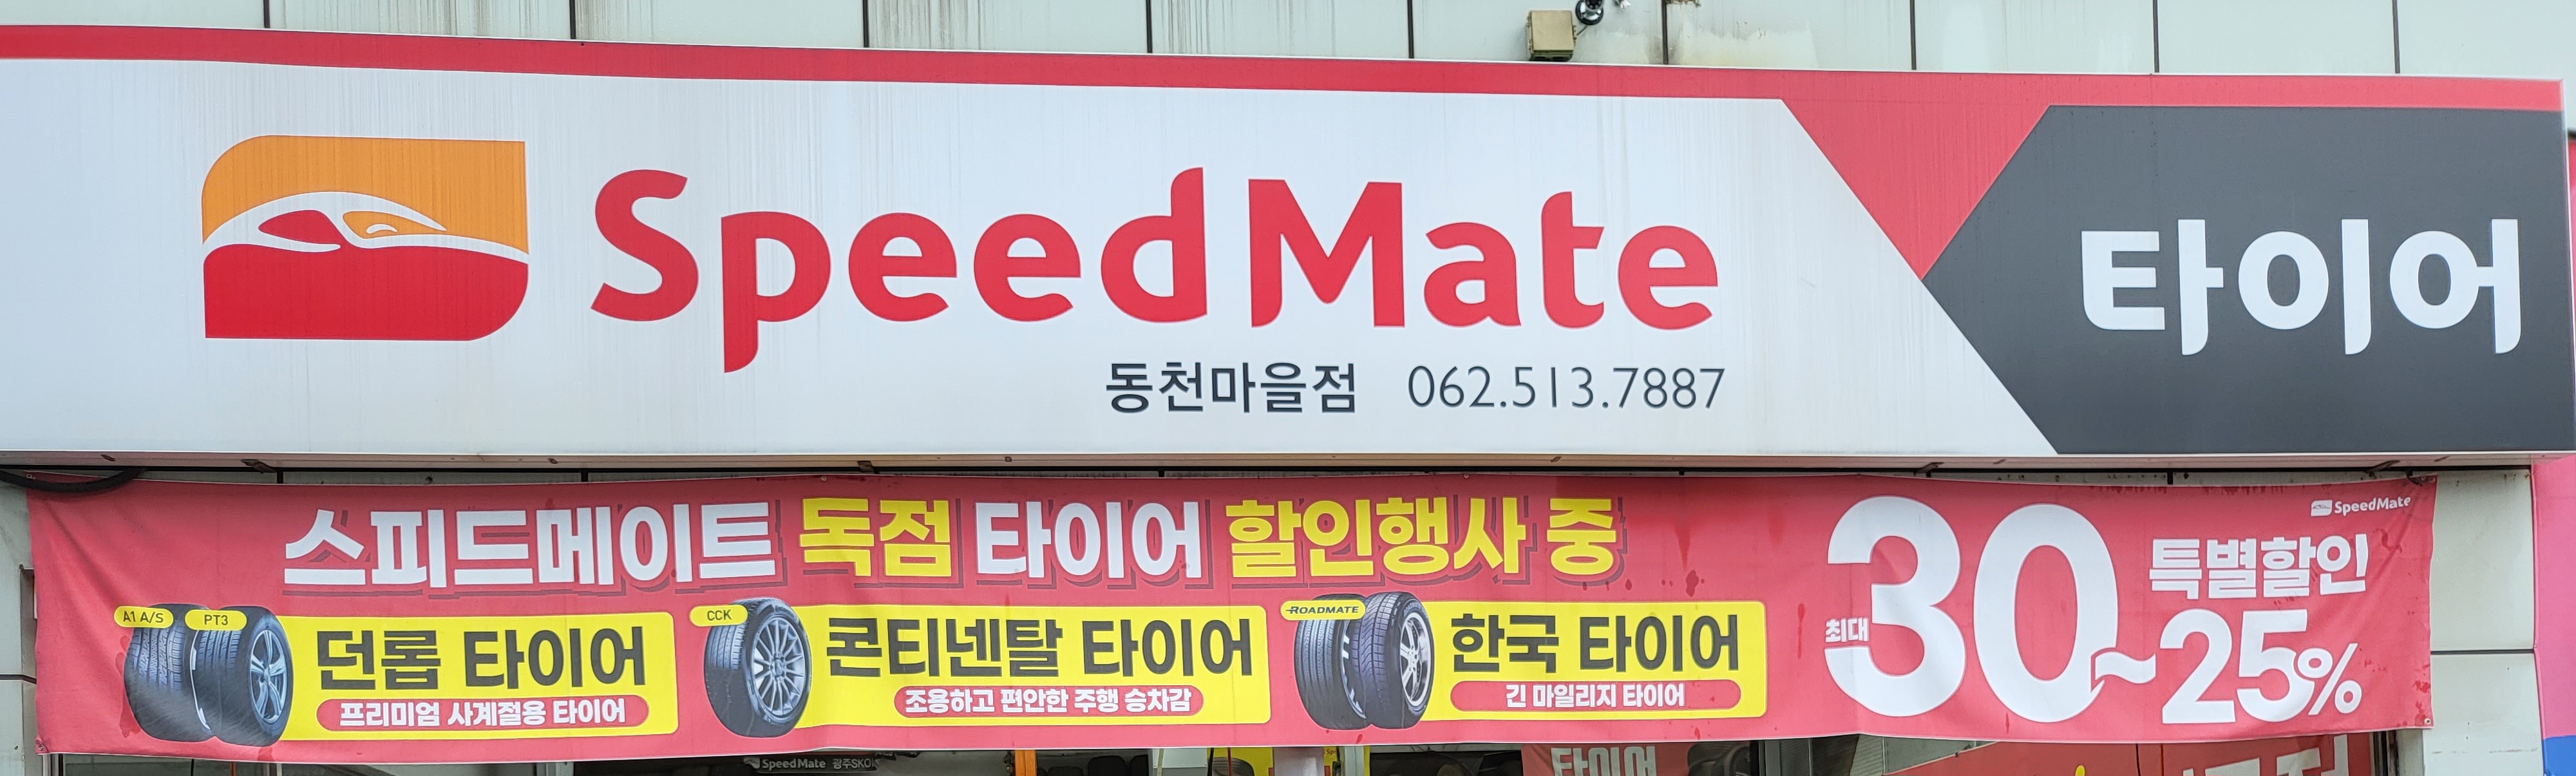 SpeedMate
타이어
동천마을점 062.513.7887
스피드메이트 독점 타이어 할인행사 중
SpeedMate
최대 30~25%
특별할인
A1 A/S
PT3
던롭 타이어
프리미엄 사계절용 타이어
CCK
콘티넨탈 타이어
조용하고 편안한 주행 승차감
ROADMATE
한국 타이어
긴 마일리지 타이어
SpeedMate
타이어